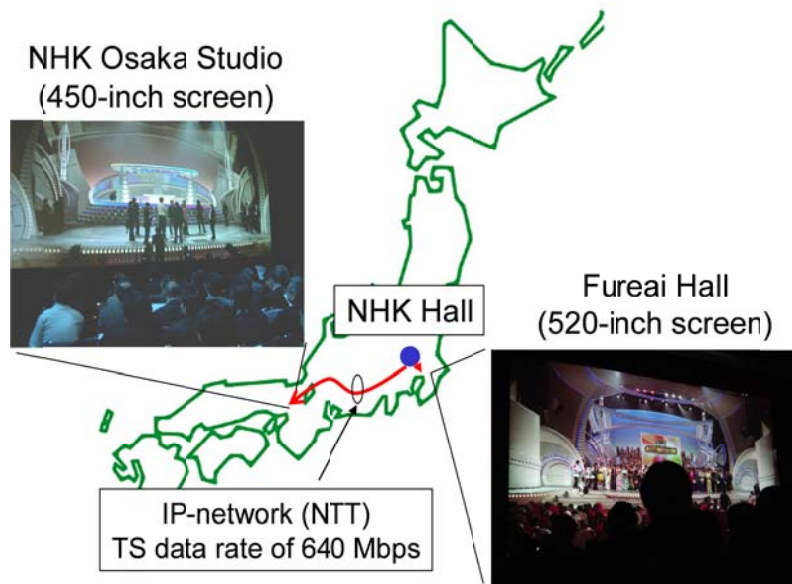 NHK Osaka Studio
(450-inch screen)
NHK Hall
Fureai Hall
(520-inch screen)
IP-network (NTT)
TS data rate of 640 Mbps